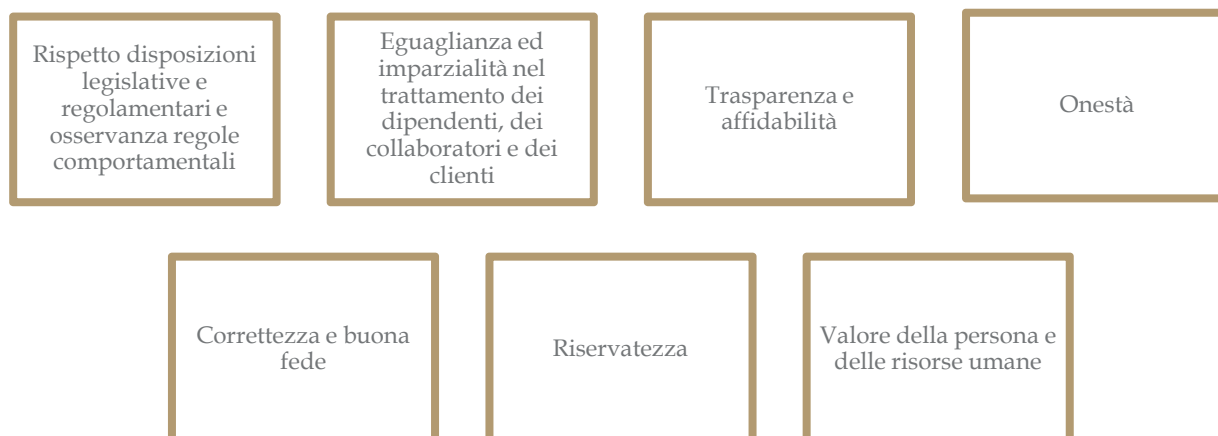 Rispetto disposizioni
legislative e
regolamentari e
osservanza regole
comportamentali
Eguaglianza ed
imparzialità nel
trattamento dei
dipendenti, dei
collaboratori e dei
clienti
Trasparenza e
affidabilità
Onestà
Correttezza e buona
fede
Riservatezza
Valore della persona e
delle risorse umane